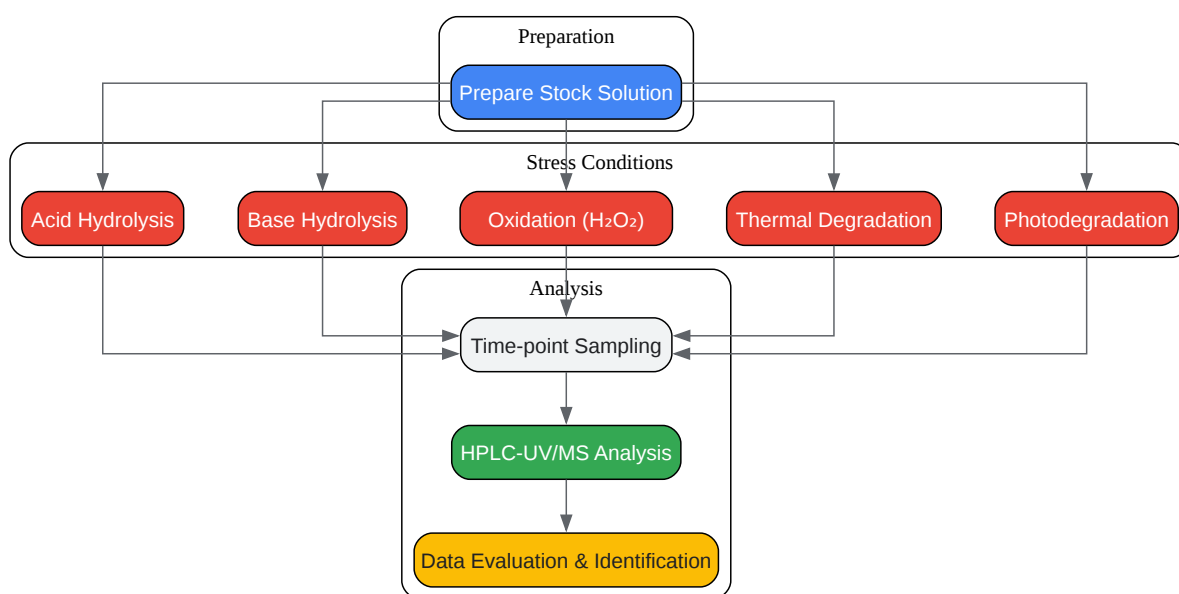 Preparation
Prepare Stock Solution
Stress Conditions
Acid Hydrolysis
Base Hydrolysis
Oxidation (H₂O₂)
Thermal Degradation
Photodegradation
Analysis
Time-point Sampling
HPLC-UV/MS Analysis
Data Evaluation & Identification